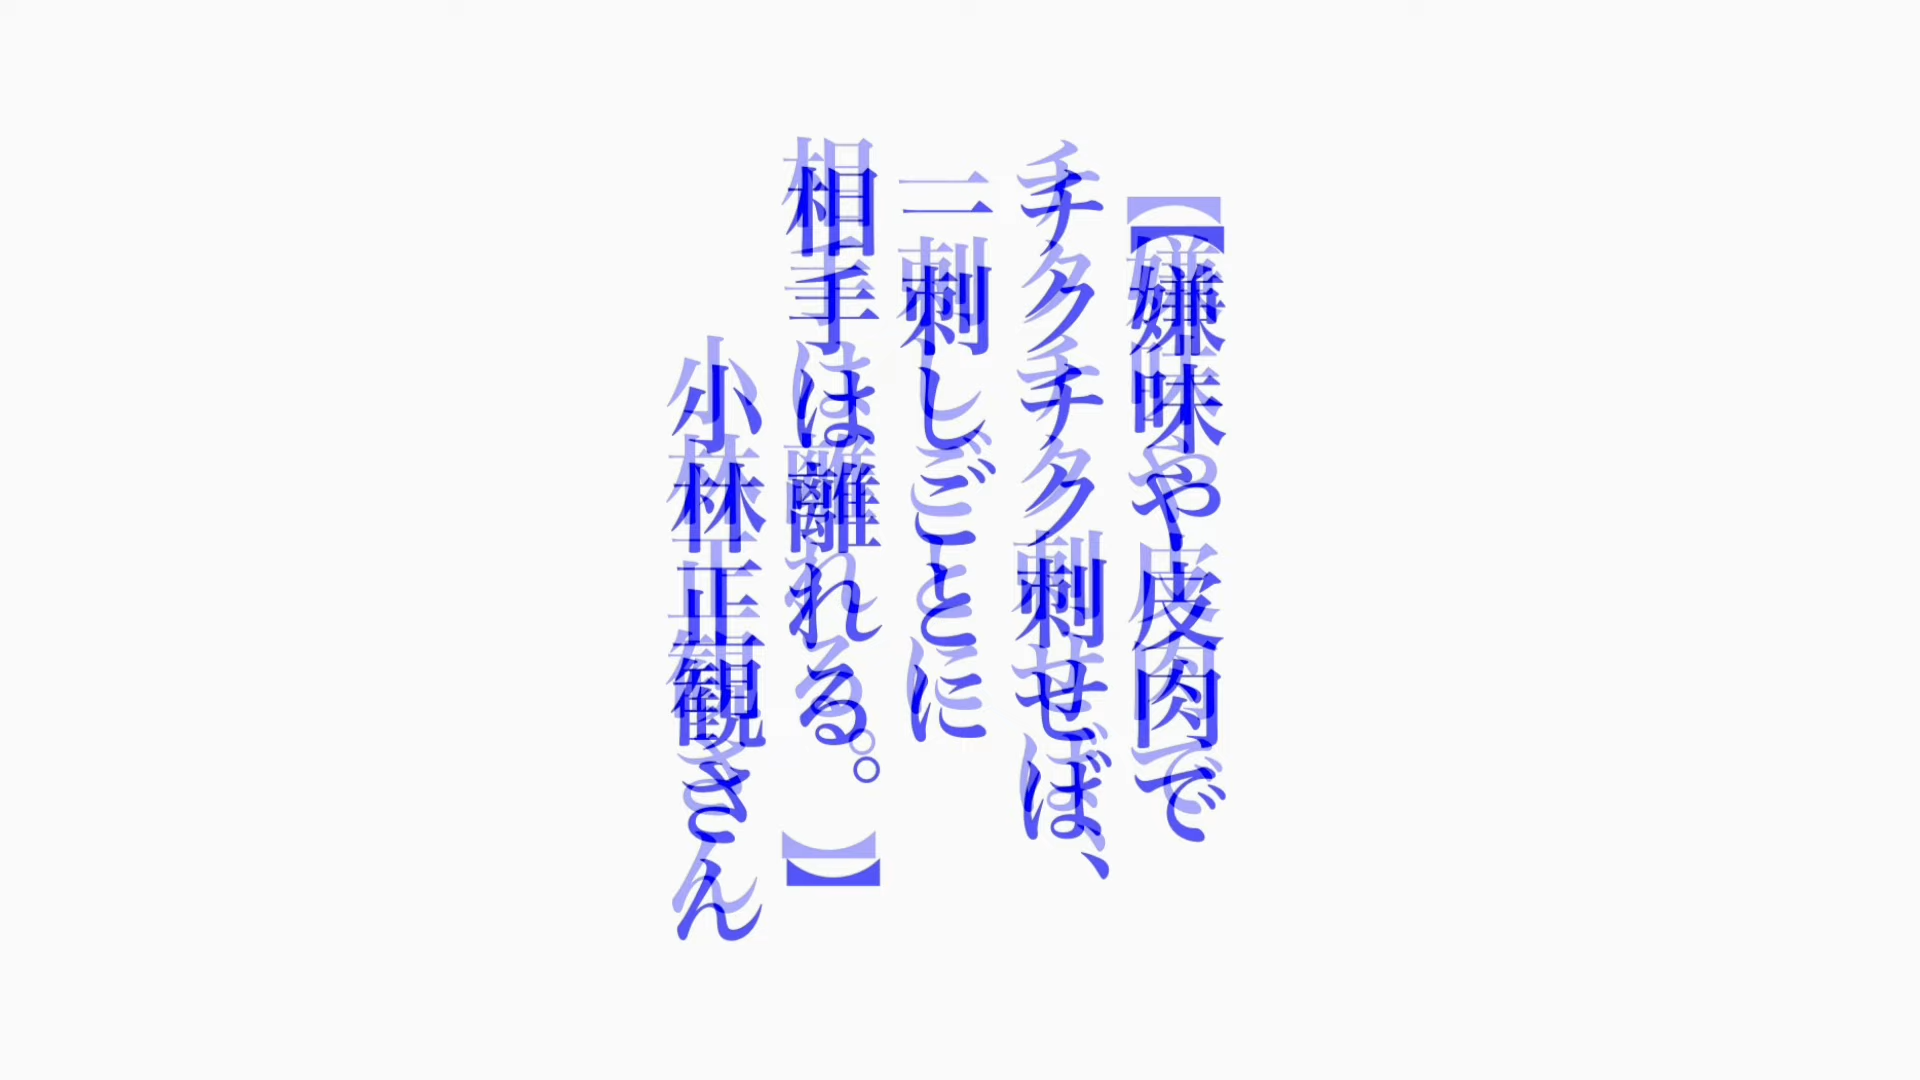 【嫌味や皮肉で
チクチク刺せば、
一刺しごとに
相手は離れる。】
小林正観さん